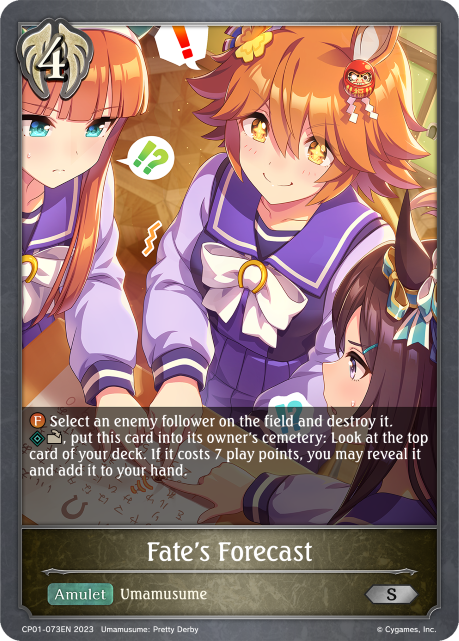 4
!
!?
F Select an enemy follower on the field and destroy it.
, put this card into its owner's cemetery: Look at the top
card of your deck. If it costs 7 play points, you may reveal it
and add it to your hand.
Fate's Forecast
Amulet Umamusume
S
CP01-073EN 2023 Umamusume: Pretty Derby © Cygames, Inc.